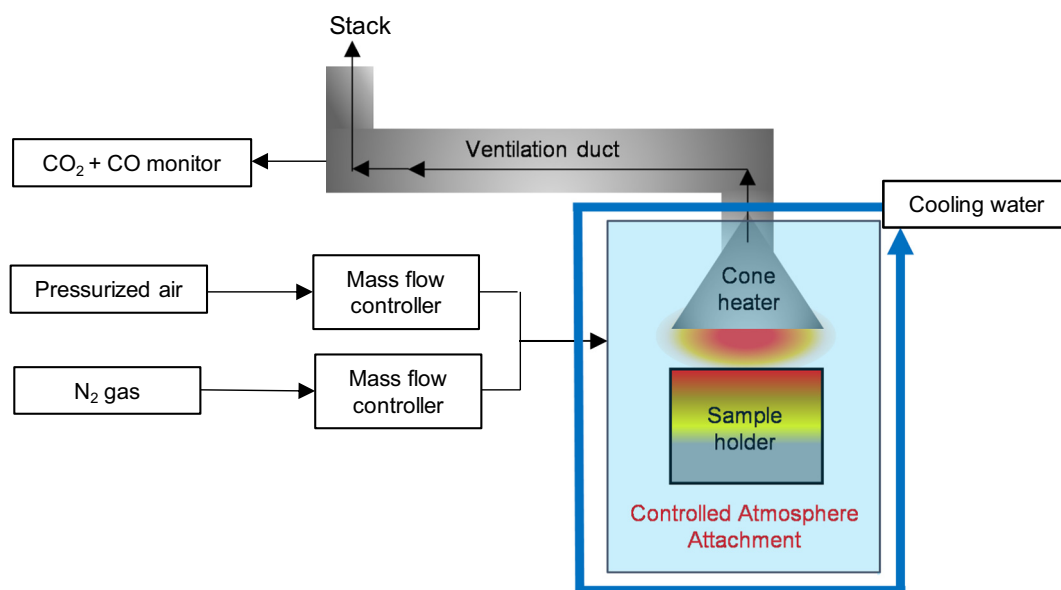 Stack
Ventilation duct
CO₂ + CO monitor
Cooling water
Pressurized air
Mass flow
controller
Cone
heater
N₂ gas
Mass flow
controller
Sample
holder
Controlled Atmosphere
Attachment